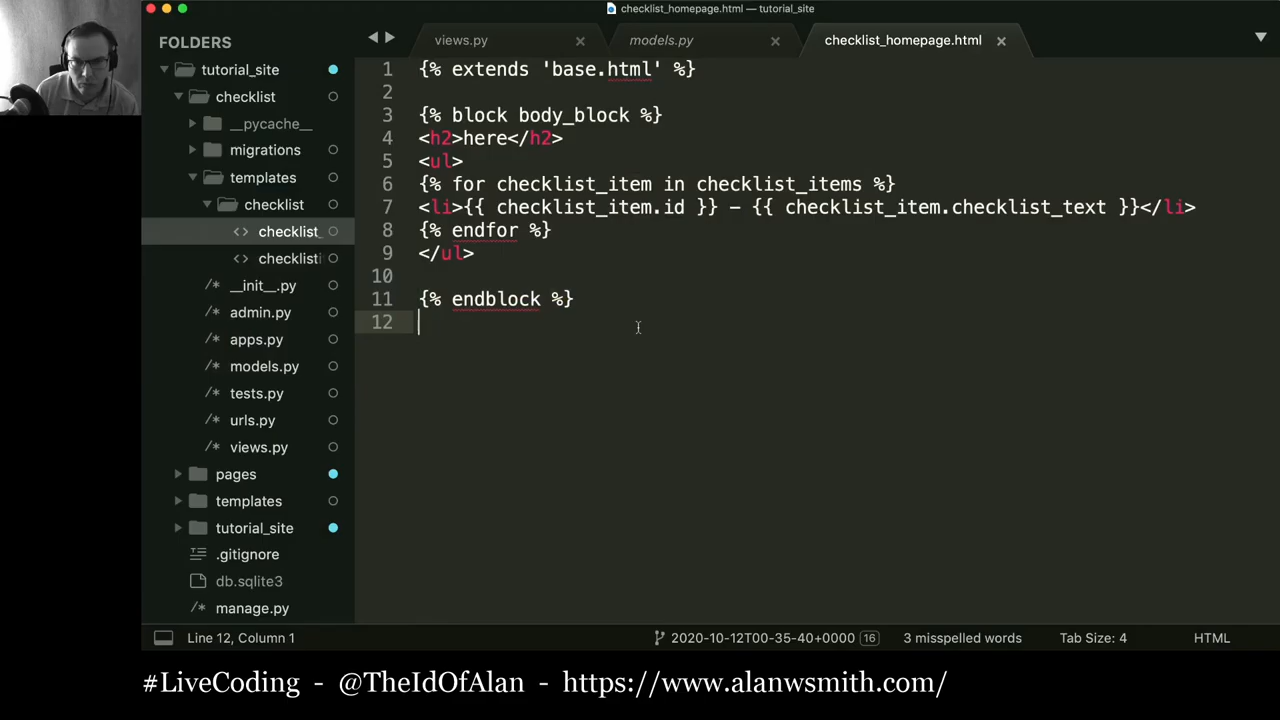 checklist_homepage.html — tutorial_site
FOLDERS
tutorial_site
checklist
__pycache__
migrations
templates
checklist
checklist_
checklisti
__init__.py
admin.py
apps.py
models.py
tests.py
urls.py
views.py
pages
templates
tutorial_site
.gitignore
db.sqlite3
manage.py
views.py
models.py
checklist_homepage.html
1 {% extends 'base.html' %}
2
3 {% block body_block %}
4 <h2>here</h2>
5 <ul>
6 {% for checklist_item in checklist_items %}
7 <li>{{ checklist_item.id }} - {{ checklist_item.checklist_text }}</li>
8 {% endfor %}
9 </ul>
10
11 {% endblock %}
12
Line 12, Column 1
2020-10-12T00-35-40+0000 16
3 misspelled words
Tab Size: 4
HTML
#LiveCoding - @TheIdOfAlan - https://www.alanwsmith.com/